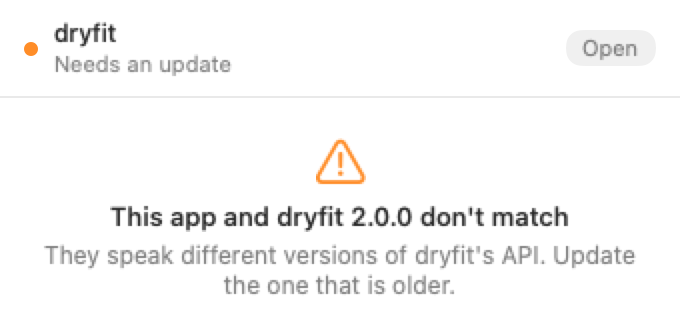 dryfit
Needs an update
Open
This app and dryfit 2.0.0 don't match
They speak different versions of dryfit's API. Update
the one that is older.